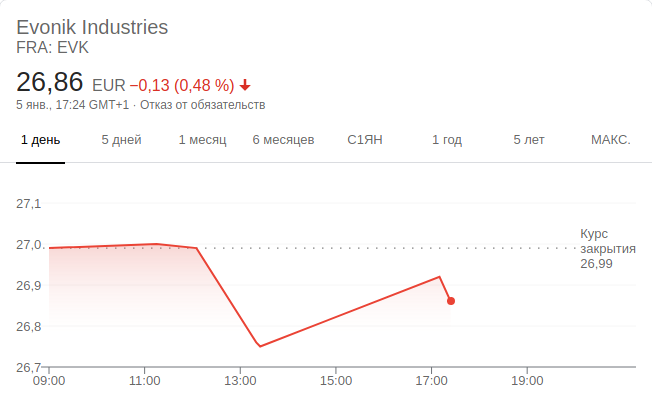 Evonik Industries
FRA: EVK
26,86 EUR −0,13 (0,48 %)
5 янв., 17:24 GMT+1 · Отказ от обязательств
1 день 5 дней 1 месяц 6 месяцев С1ЯН 1 год 5 лет МАКС.
27,1
27,0
26,9
26,8
26,7
Курс
закрытия
26,99
09:00 11:00 13:00 15:00 17:00 19:00